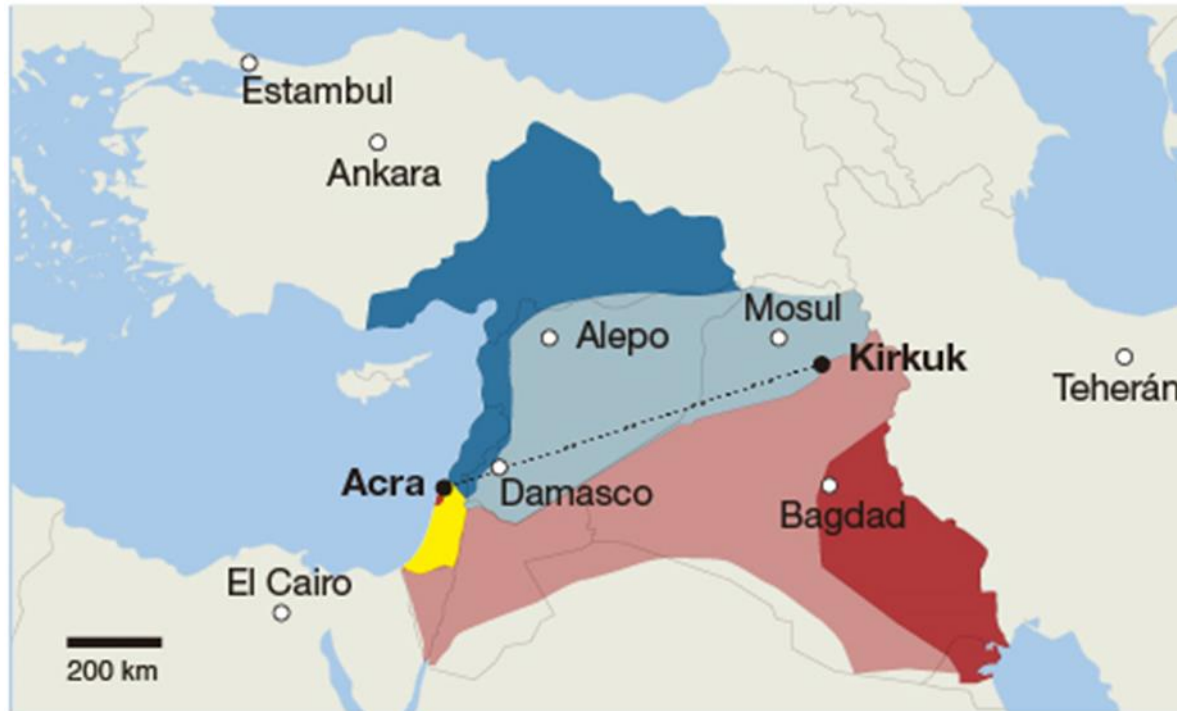 Estambul
Ankara
Mosul
Alepo
Kirkuk
Teherán
Acra
Damasco
Bagdad
El Cairo
200 km